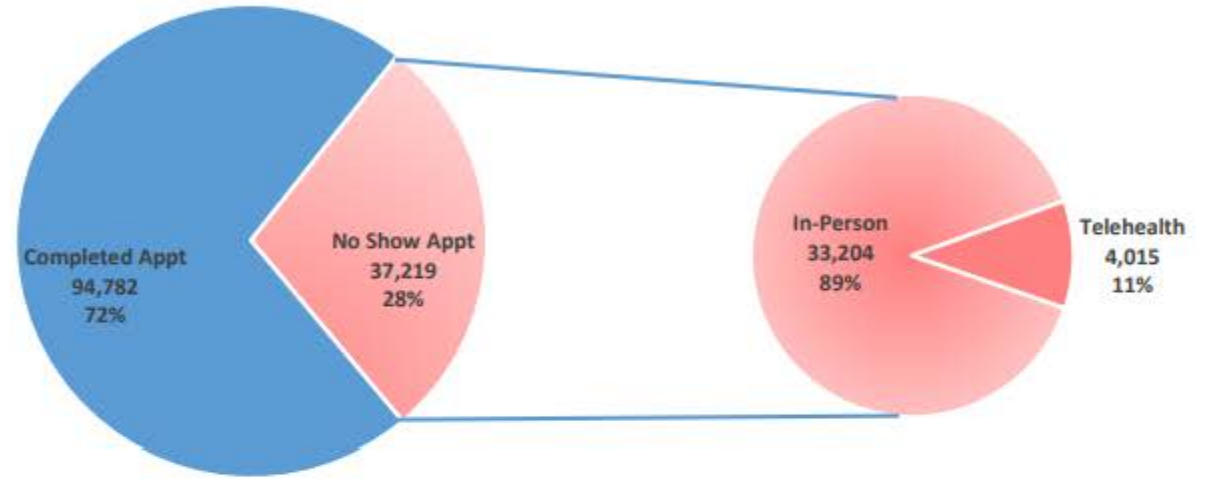 Completed Appt
94,782
72%
No Show Appt
37,219
28%
In-Person
33,204
89%
Telehealth
4,015
11%